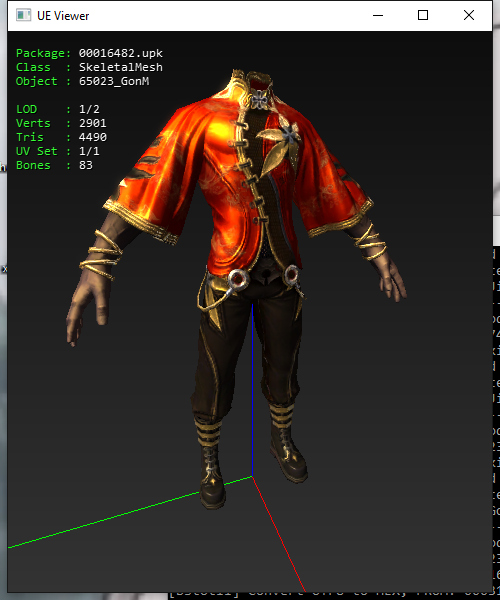 UE Viewer
Package: 00016482.upk
Class : SkeletalMesh
Object : 65023_GonM
LOD : 1/2
Verts : 2901
Tris : 4490
UV Set : 1/1
Bones : 83